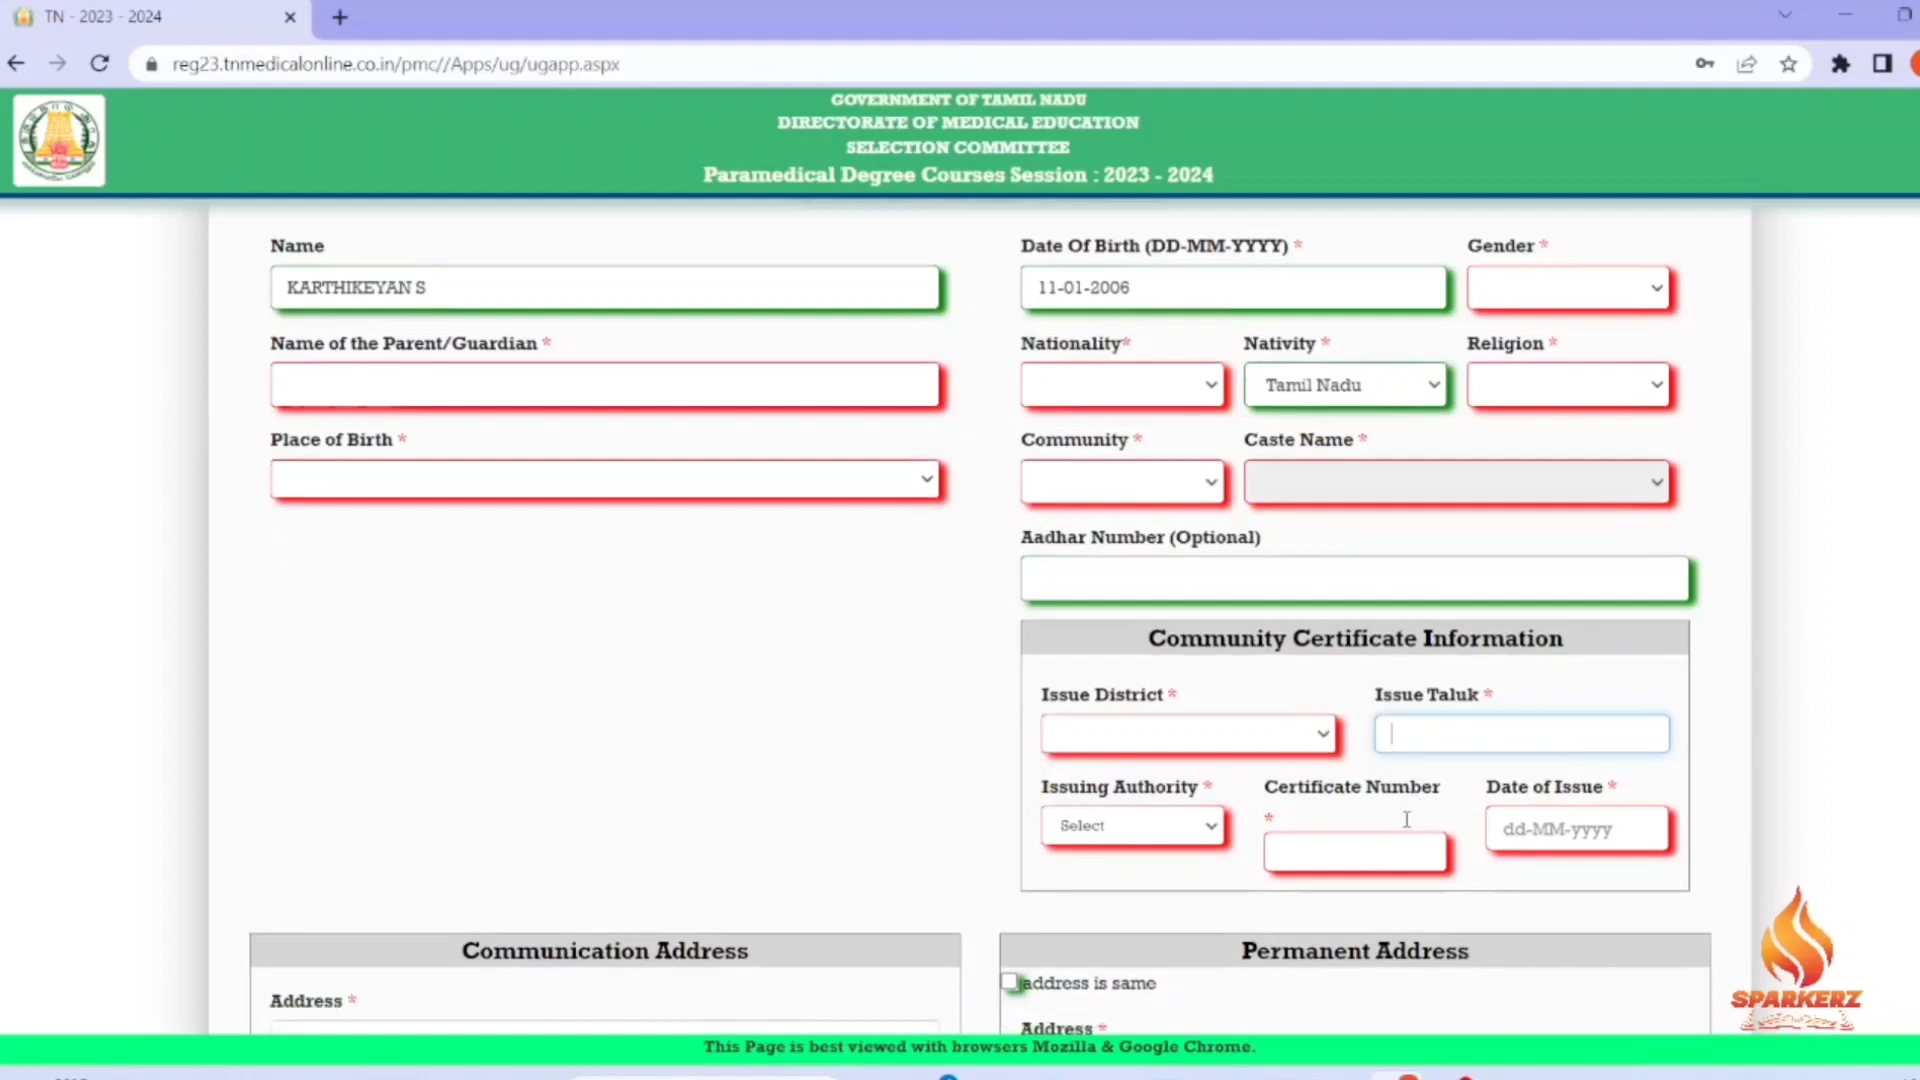 TN - 2023 - 2024
reg23.tnmedicalonline.co.in/pmc//Apps/ug/ugapp.aspx
GOVERNMENT OF TAMIL NADU
DIRECTORATE OF MEDICAL EDUCATION
SELECTION COMMITTEE
Paramedical Degree Courses Session : 2023 - 2024
Name
Date Of Birth (DD-MM-YYYY) *
Gender *
KARTHIKEYAN S
11-01-2006
Name of the Parent/Guardian *
Nationality*
Nativity *
Religion *
Tamil Nadu
Place of Birth *
Community *
Caste Name *
Aadhar Number (Optional)
Community Certificate Information
Issue District *
Issue Taluk *
Issuing Authority *
Certificate Number
*
Date of Issue *
Select
dd-MM-yyyy
Communication Address
Permanent Address
address is same
Address *
Address *
SPARKERZ
This Page is best viewed with browsers Mozilla & Google Chrome.